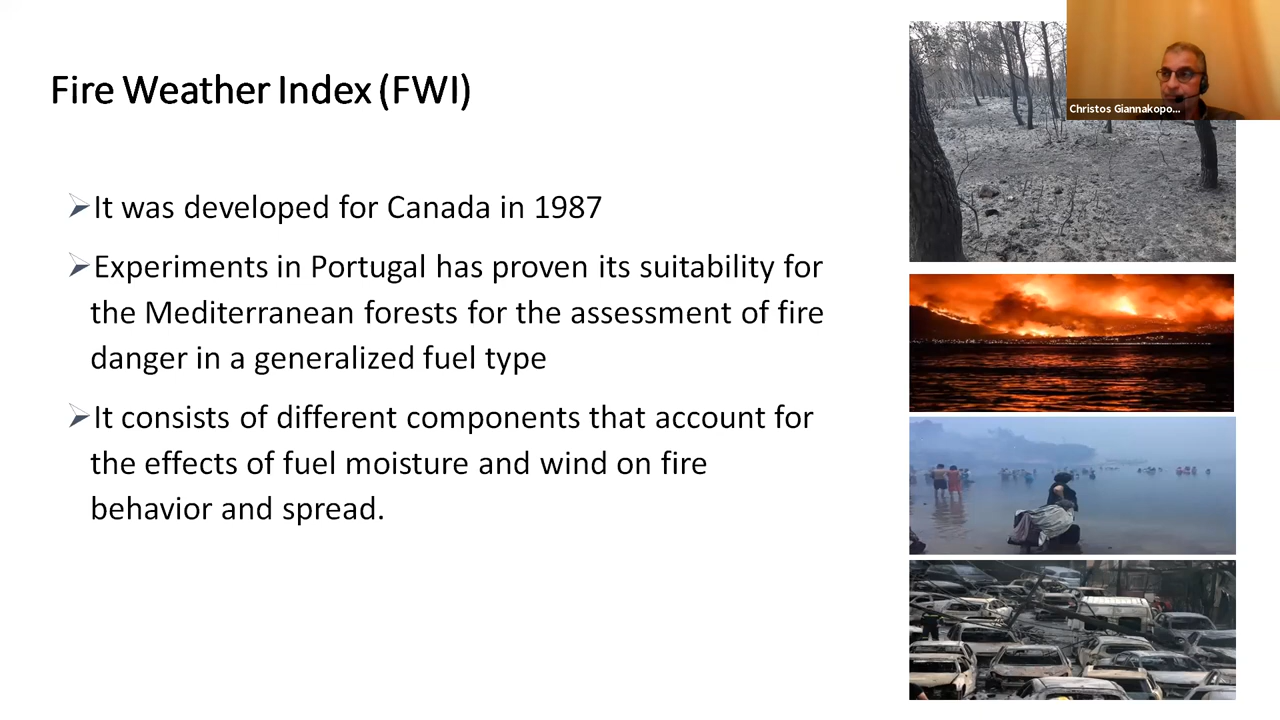 Fire Weather Index (FWI)
Christos Giannakopo...
➢It was developed for Canada in 1987
➢Experiments in Portugal has proven its suitability for
the Mediterranean forests for the assessment of fire
danger in a generalized fuel type
➢It consists of different components that account for
the effects of fuel moisture and wind on fire
behavior and spread.